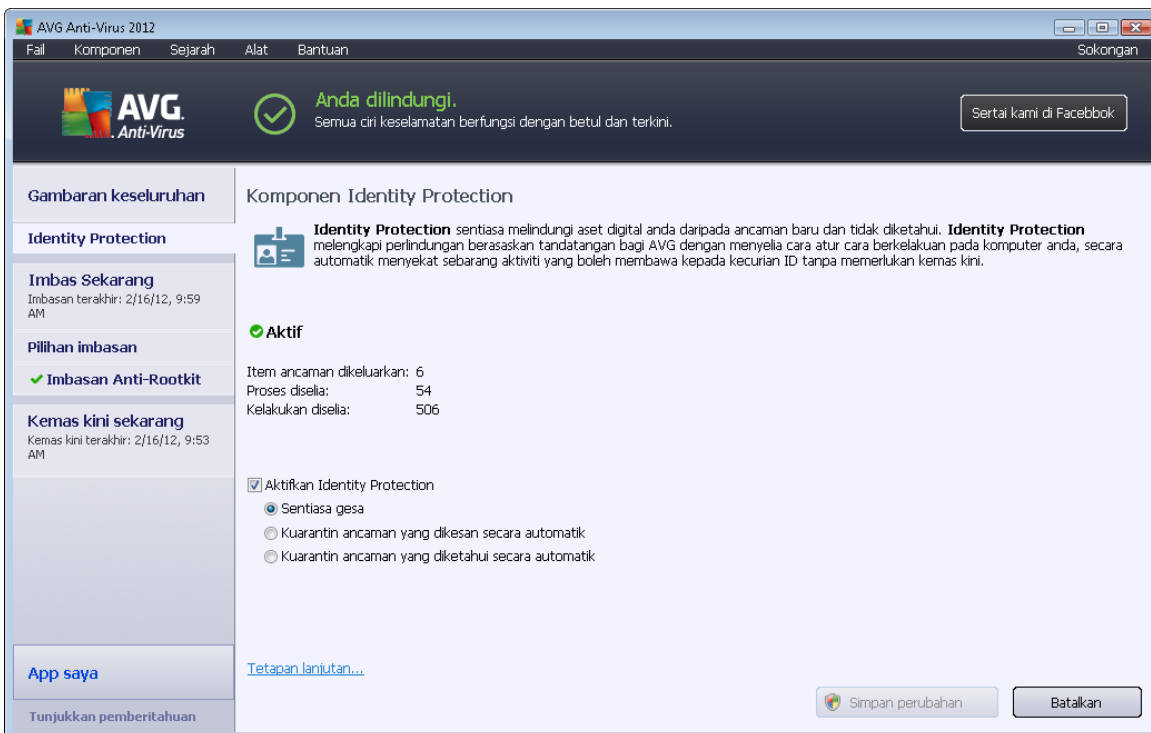 AVG Anti-Virus 2012
Fail Komponen Sejarah Alat Bantuan Sokongan
AVG.
Anti-Virus
Anda dilindungi.
Semua ciri keselamatan berfungsi dengan betul dan terkini.
Sertai kami di Facebbok
Gambaran keseluruhan
Identity Protection
Imbas Sekarang
Imbasan terakhir: 2/16/12, 9:59
AM
Pilihan imbasan
Imbasan Anti-Rootkit
Kemas kini sekarang
Kemas kini terakhir: 2/16/12, 9:53
AM
App saya
Tunjukkan pemberitahuan
Komponen Identity Protection
Identity Protection sentiasa melindungi aset digital anda daripada ancaman baru dan tidak diketahui. Identity Protection
melengkapi perlindungan berasaskan tandatangan bagi AVG dengan menyelia cara atur cara berkelakuan pada komputer anda, secara
automatik menyekat sebarang aktiviti yang boleh membawa kepada kecurian ID tanpa memerlukan kemas kini.
Aktif
Item ancaman dikeluarkan: 6
Proses diselia: 54
Kelakukan diselia: 506
Aktifkan Identity Protection
Sentiasa gesa
Kuarantin ancaman yang dikesan secara automatik
Kuarantin ancaman yang diketahui secara automatik
Tetapan lanjutan...
Simpan perubahan
Batalkan